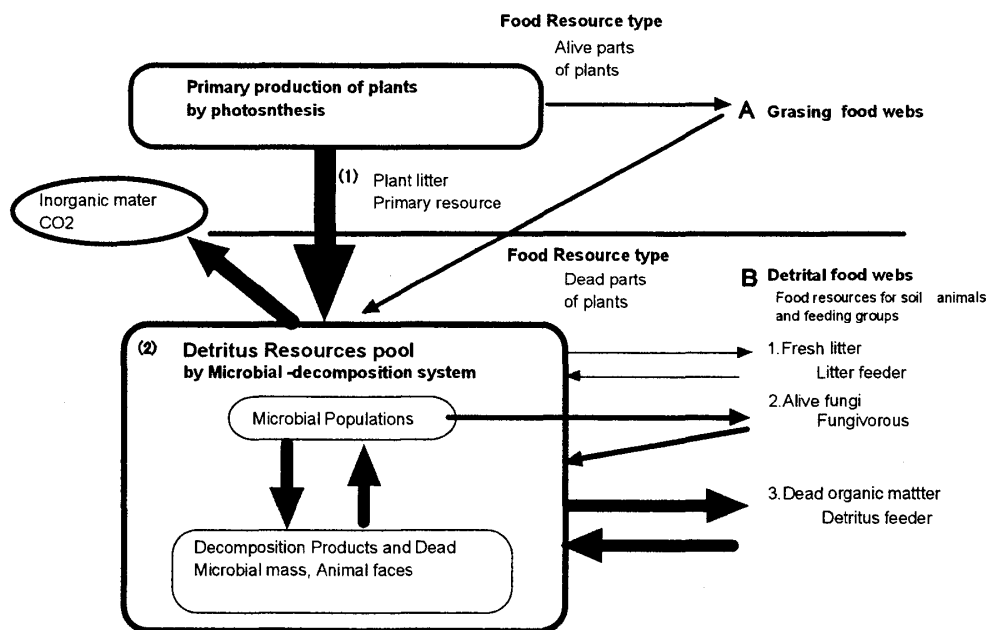 Food Resource type
Alive parts
of plants
Primary production of plants
by photosnthesis
A Grasing food webs
(1) Plant litter
Primary resource
Inorganic mater
CO2
Food Resource type
Dead parts
of plants
B Detrital food webs
Food resources for soil animals
and feeding groups
(2) Detritus Resources pool
by Microbial -decomposition system
1.Fresh litter
Litter feeder
Microbial Populations
2.Alive fungi
Fungivorous
3.Dead organic mattter
Detritus feeder
Decomposition Products and Dead
Microbial mass, Animal faces